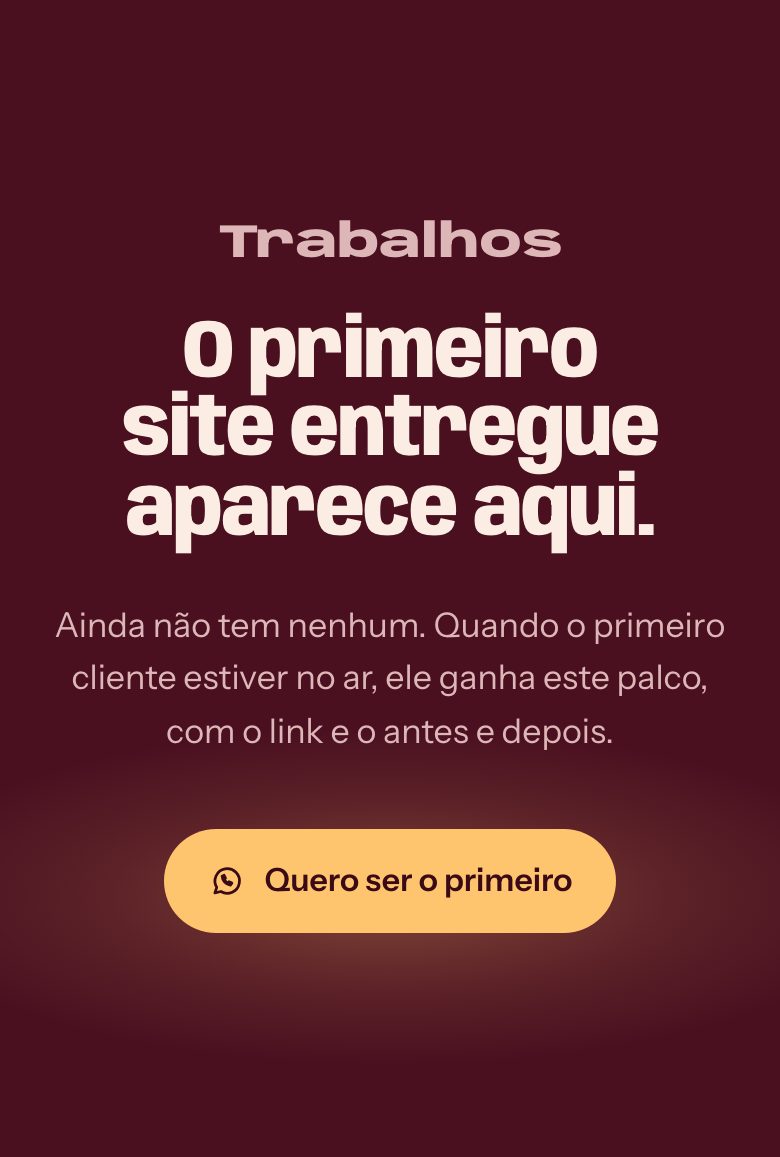 Trabalhos
O primeiro
site entregue
aparece aqui.
Ainda não tem nenhum. Quando o primeiro
cliente estiver no ar, ele ganha este palco,
com o link e o antes e depois.
Quero ser o primeiro